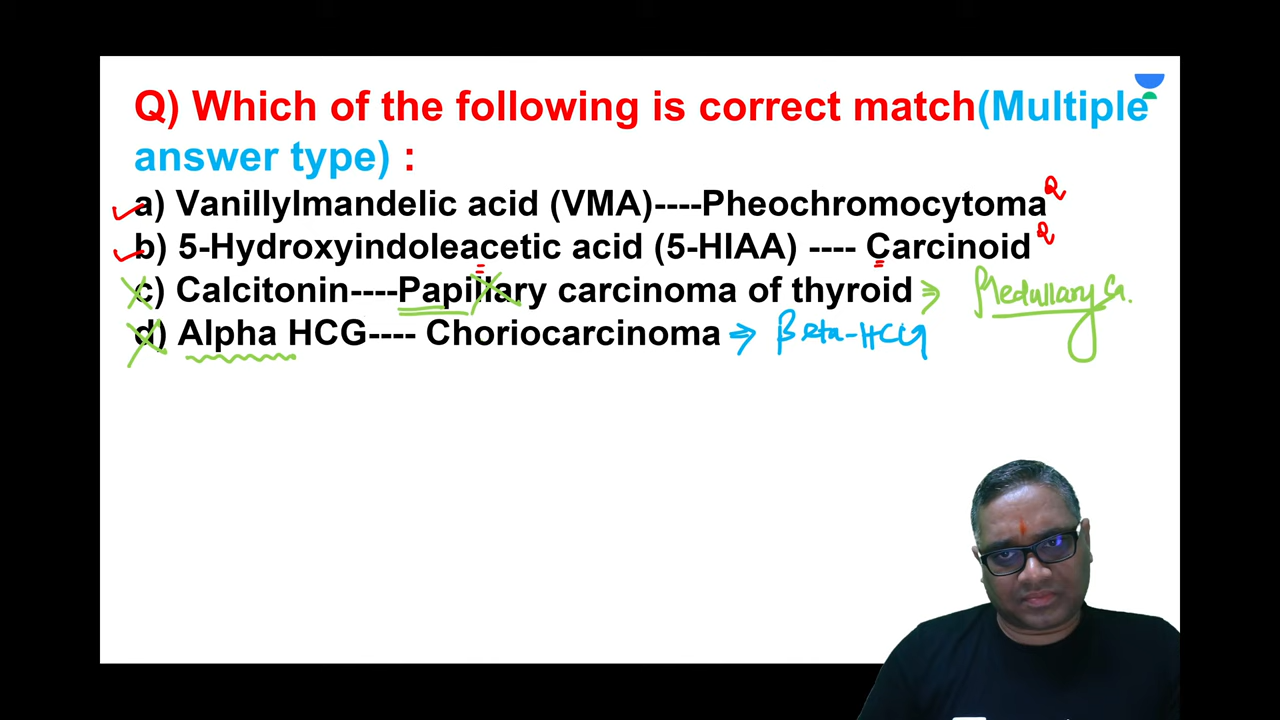 Q) Which of the following is correct match(Multiple
answer type) :
a) Vanillylmandelic acid (VMA)----Pheochromocytoma Q
b) 5-Hydroxyindoleacetic acid (5-HIAA) ---- Carcinoid Q
c) Calcitonin----Papillary carcinoma of thyroid ⇒ Medullary Ca.
d) Alpha HCG---- Choriocarcinoma ⇒ Beta-HCG